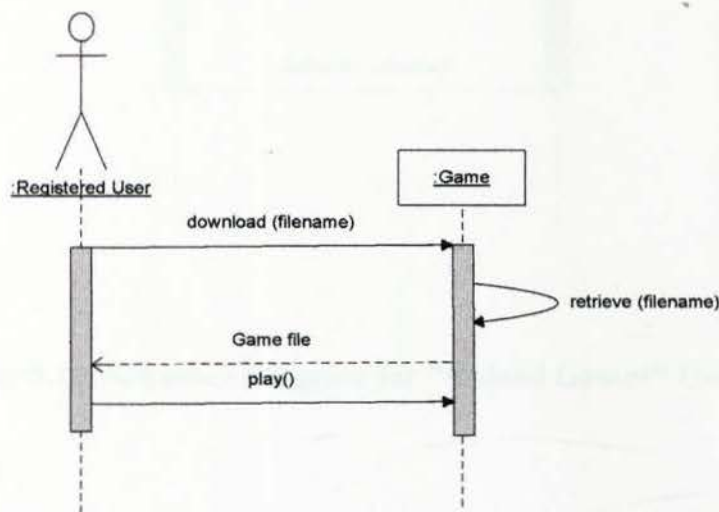 :Registered User
:Game
download (filename)
retrieve (filename)
Game file
play()